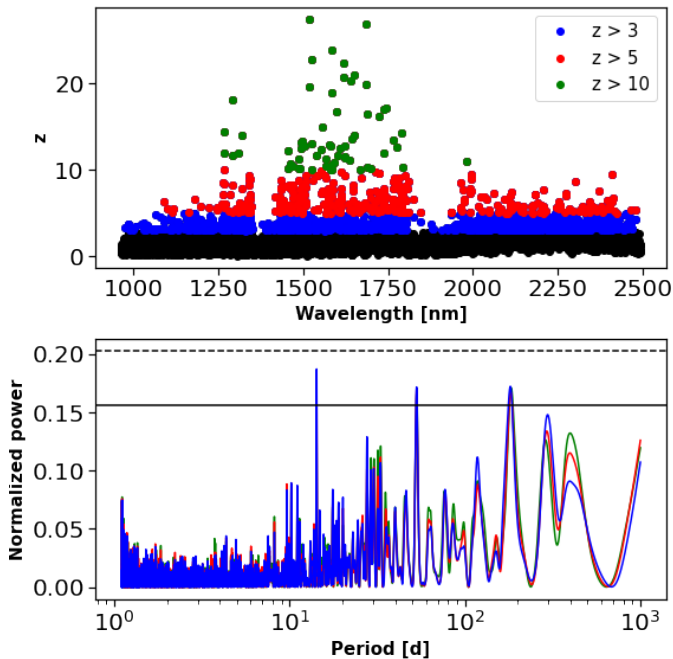 z > 3
z > 5
z > 10
20
10
0
z
1000 1250 1500 1750 2000 2250 2500
Wavelength [nm]
0.20
0.15
0.10
0.05
0.00
Normalized power
10⁰ 10¹ 10² 10³
Period [d]